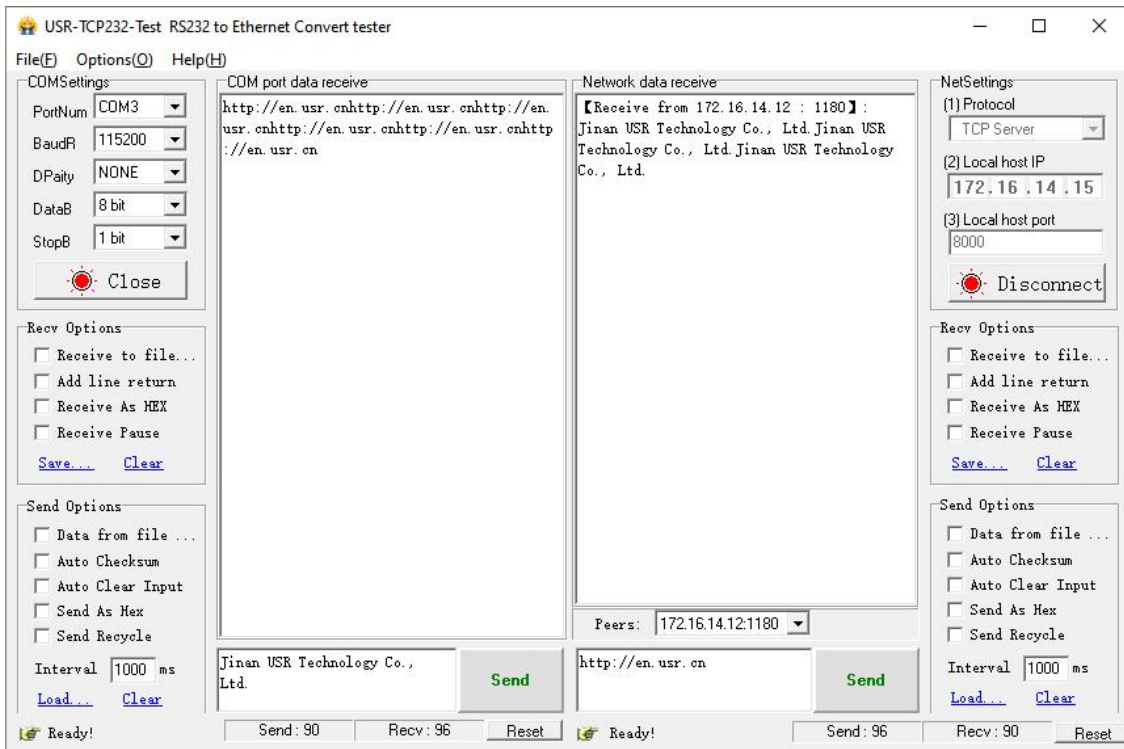 USR-TCP232-Test RS232 to Ethernet Convert tester
File(F) Options(O) Help(H)
COMSettings
PortNum COM3
BaudR 115200
DPaity NONE
DataB 8 bit
StopB 1 bit
Close
Recv Options
Receive to file...
Add line return
Receive As HEX
Receive Pause
Save... Clear
Send Options
Data from file ...
Auto Checksum
Auto Clear Input
Send As Hex
Send Recycle
Interval 1000 ms
Load... Clear
Ready!
COM port data receive
http://en.usr.cnhttp://en.usr.cnhttp://en.
usr.cnhttp://en.usr.cnhttp://en.usr.cnhttp
://en.usr.cn
Jinan USR Technology Co.,
Ltd.
Send
Send : 90 Recv : 96 Reset
Network data receive
【Receive from 172.16.14.12 : 1180】:
Jinan USR Technology Co., Ltd.Jinan USR
Technology Co., Ltd.Jinan USR Technology
Co., Ltd.
Peers: 172.16.14.12:1180
http://en.usr.cn
Send
Ready!
Send : 96 Recv : 90 Reset
NetSettings
(1) Protocol
TCP Server
(2) Local host IP
172.16.14.15
(3) Local host port
8000
Disconnect
Recv Options
Receive to file...
Add line return
Receive As HEX
Receive Pause
Save... Clear
Send Options
Data from file ...
Auto Checksum
Auto Clear Input
Send As Hex
Send Recycle
Interval 1000 ms
Load... Clear